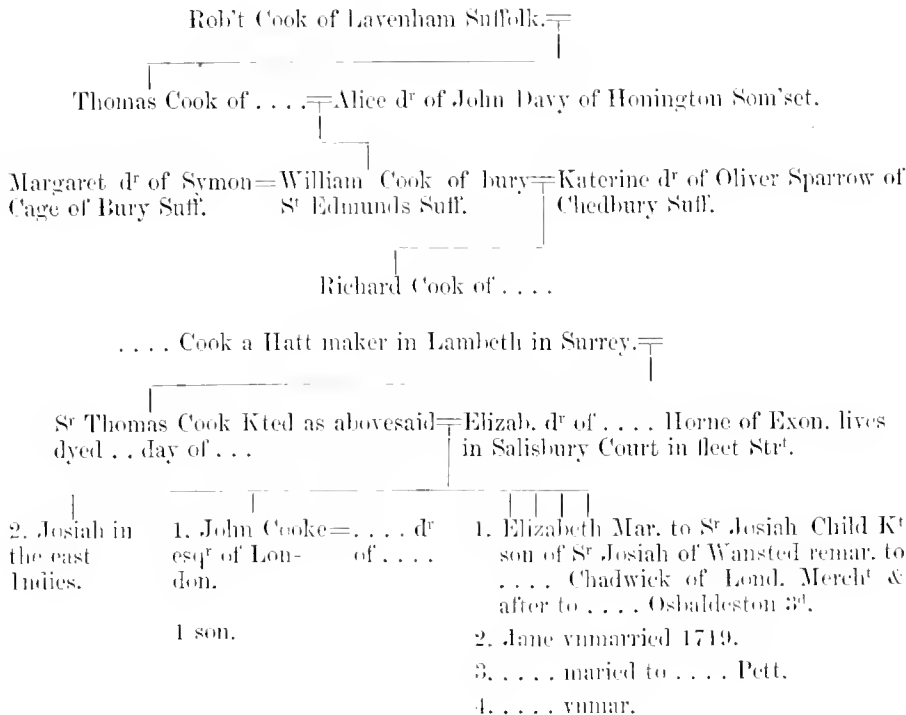 Rob't Cook of Lavenham Suffolk.
Thomas Cook of . . . . Alice dʳ of John Davy of Honington Som'set.
Margaret dʳ of Symon=William Cook of bury Katerine dʳ of Oliver Sparrow of
Cage of Bury Suff. Sᵗ Edmunds Suff. Chedbury Suff.
Richard Cook of . . . .
. . . . Cook a Hatt maker in Lambeth in Surrey.
Sʳ Thomas Cook Kted as abovesaid Elizab. dʳ of . . . . Horne of Exon. lives
dyed . . day of . . . in Salisbury Court in fleet Strᵗ.
2. Josiah in
the east
Indies.
1. John Cooke=. . . . dʳ
esqʳ of Lon- of . . . .
don.
1 son.
1. Elizabeth Mar. to Sʳ Josiah Child Kᵗ
son of Sʳ Josiah of Wansted remar. to
. . . . Chadwick of Lond. Merchᵗ &
after to . . . . Osbaldeston 3ᵈ.
2. Jane vnmarried 1719.
3. . . . . maried to . . . . Pett.
4. . . . . vnmar.